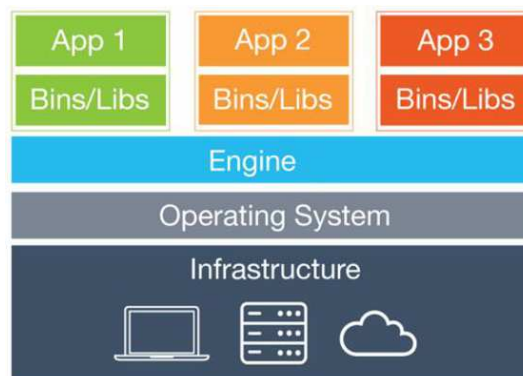 App 1
App 2
App 3
Bins/Libs
Bins/Libs
Bins/Libs
Engine
Operating System
Infrastructure